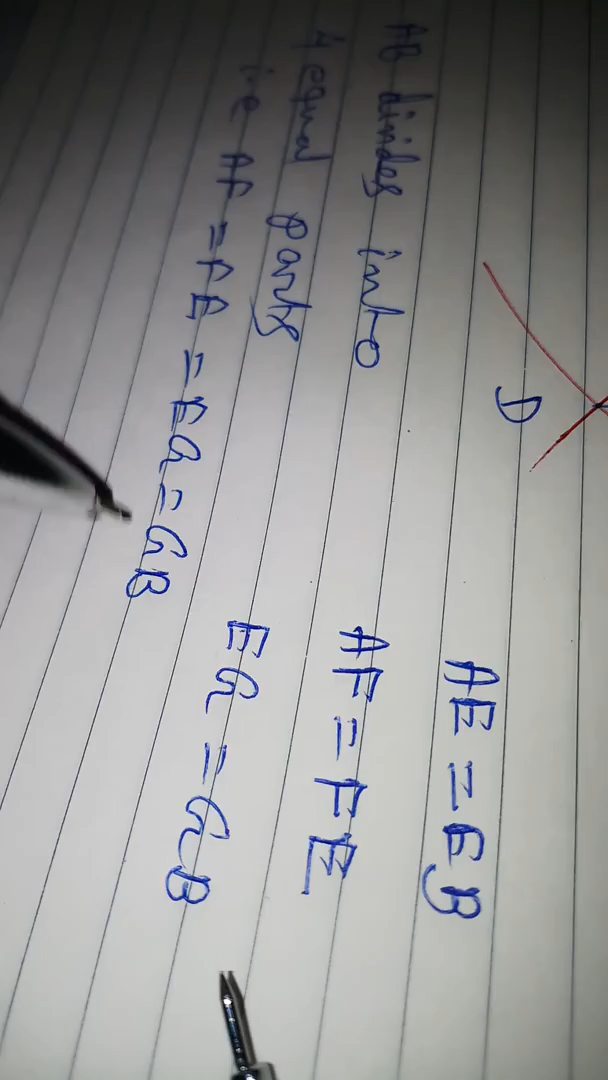 D
AE = EB
AF = FE
EG = GB
AB divides into
4 equal parts
i.e AF = FE = EG = GB